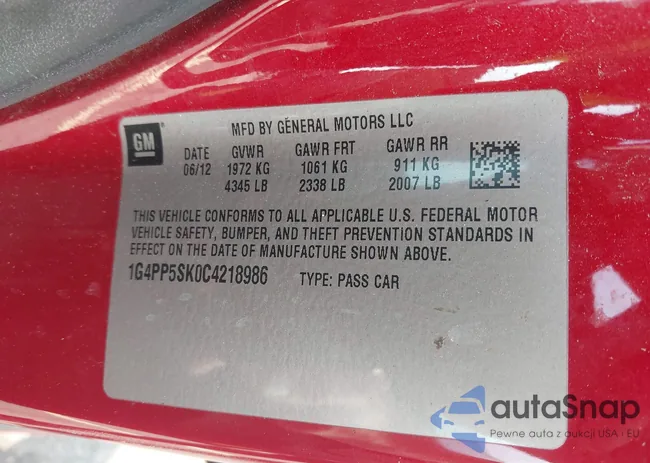 GM
MFD BY GENERAL MOTORS LLC
DATE GVWR GAWR FRT GAWR RR
06/12 1972 KG 1061 KG 911 KG
4345 LB 2338 LB 2007 LB
THIS VEHICLE CONFORMS TO ALL APPLICABLE U.S. FEDERAL MOTOR
VEHICLE SAFETY, BUMPER, AND THEFT PREVENTION STANDARDS IN
EFFECT ON THE DATE OF MANUFACTURE SHOWN ABOVE.
1G4PP5SK0C4218986 TYPE: PASS CAR
autaSnap
Pewne auta z aukcji USA · EU